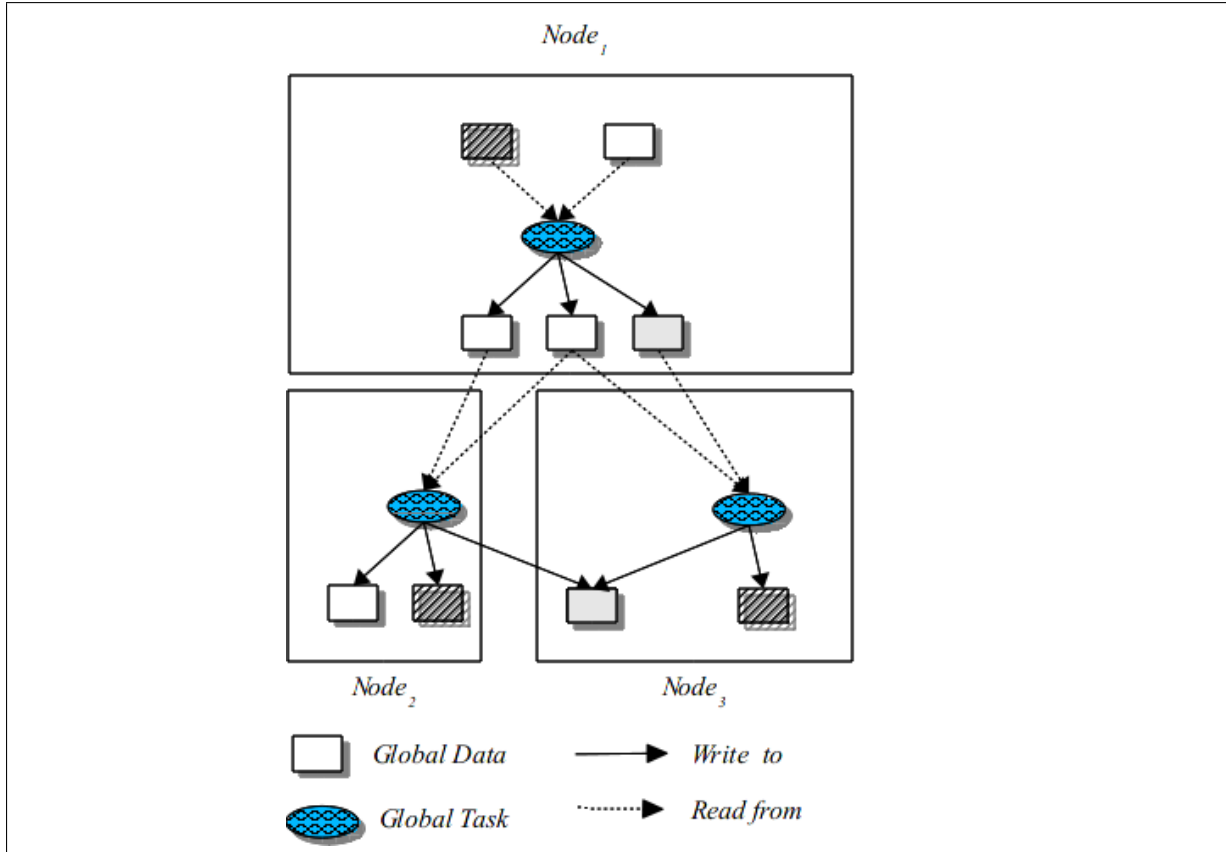 Node1
Node2
Node3
Global Data
Write to
Global Task
Read from